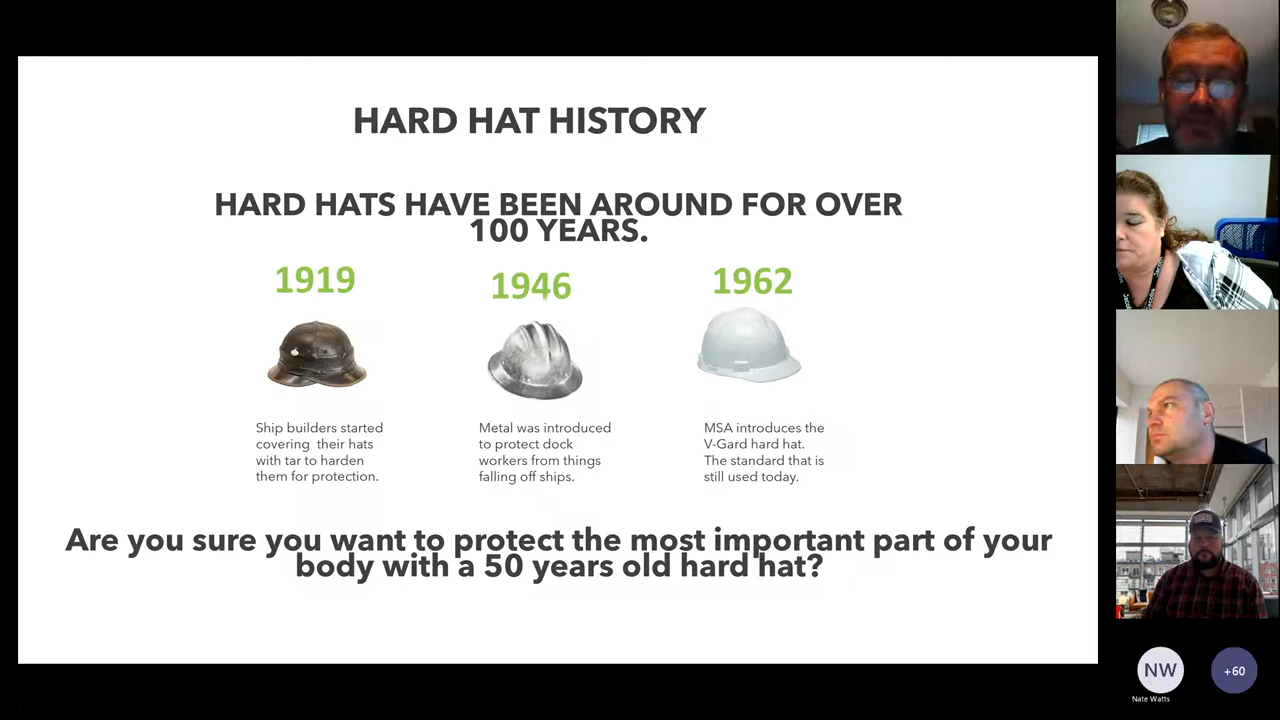 HARD HAT HISTORY
HARD HATS HAVE BEEN AROUND FOR OVER
100 YEARS.
1919
1946
1962
Ship builders started
covering their hats
with tar to harden
them for protection.
Metal was introduced
to protect dock
workers from things
falling off ships.
MSA introduces the
V-Gard hard hat.
The standard that is
still used today.
Are you sure you want to protect the most important part of your
body with a 50 years old hard hat?
Jacobs
NW
Nate Watts
+60